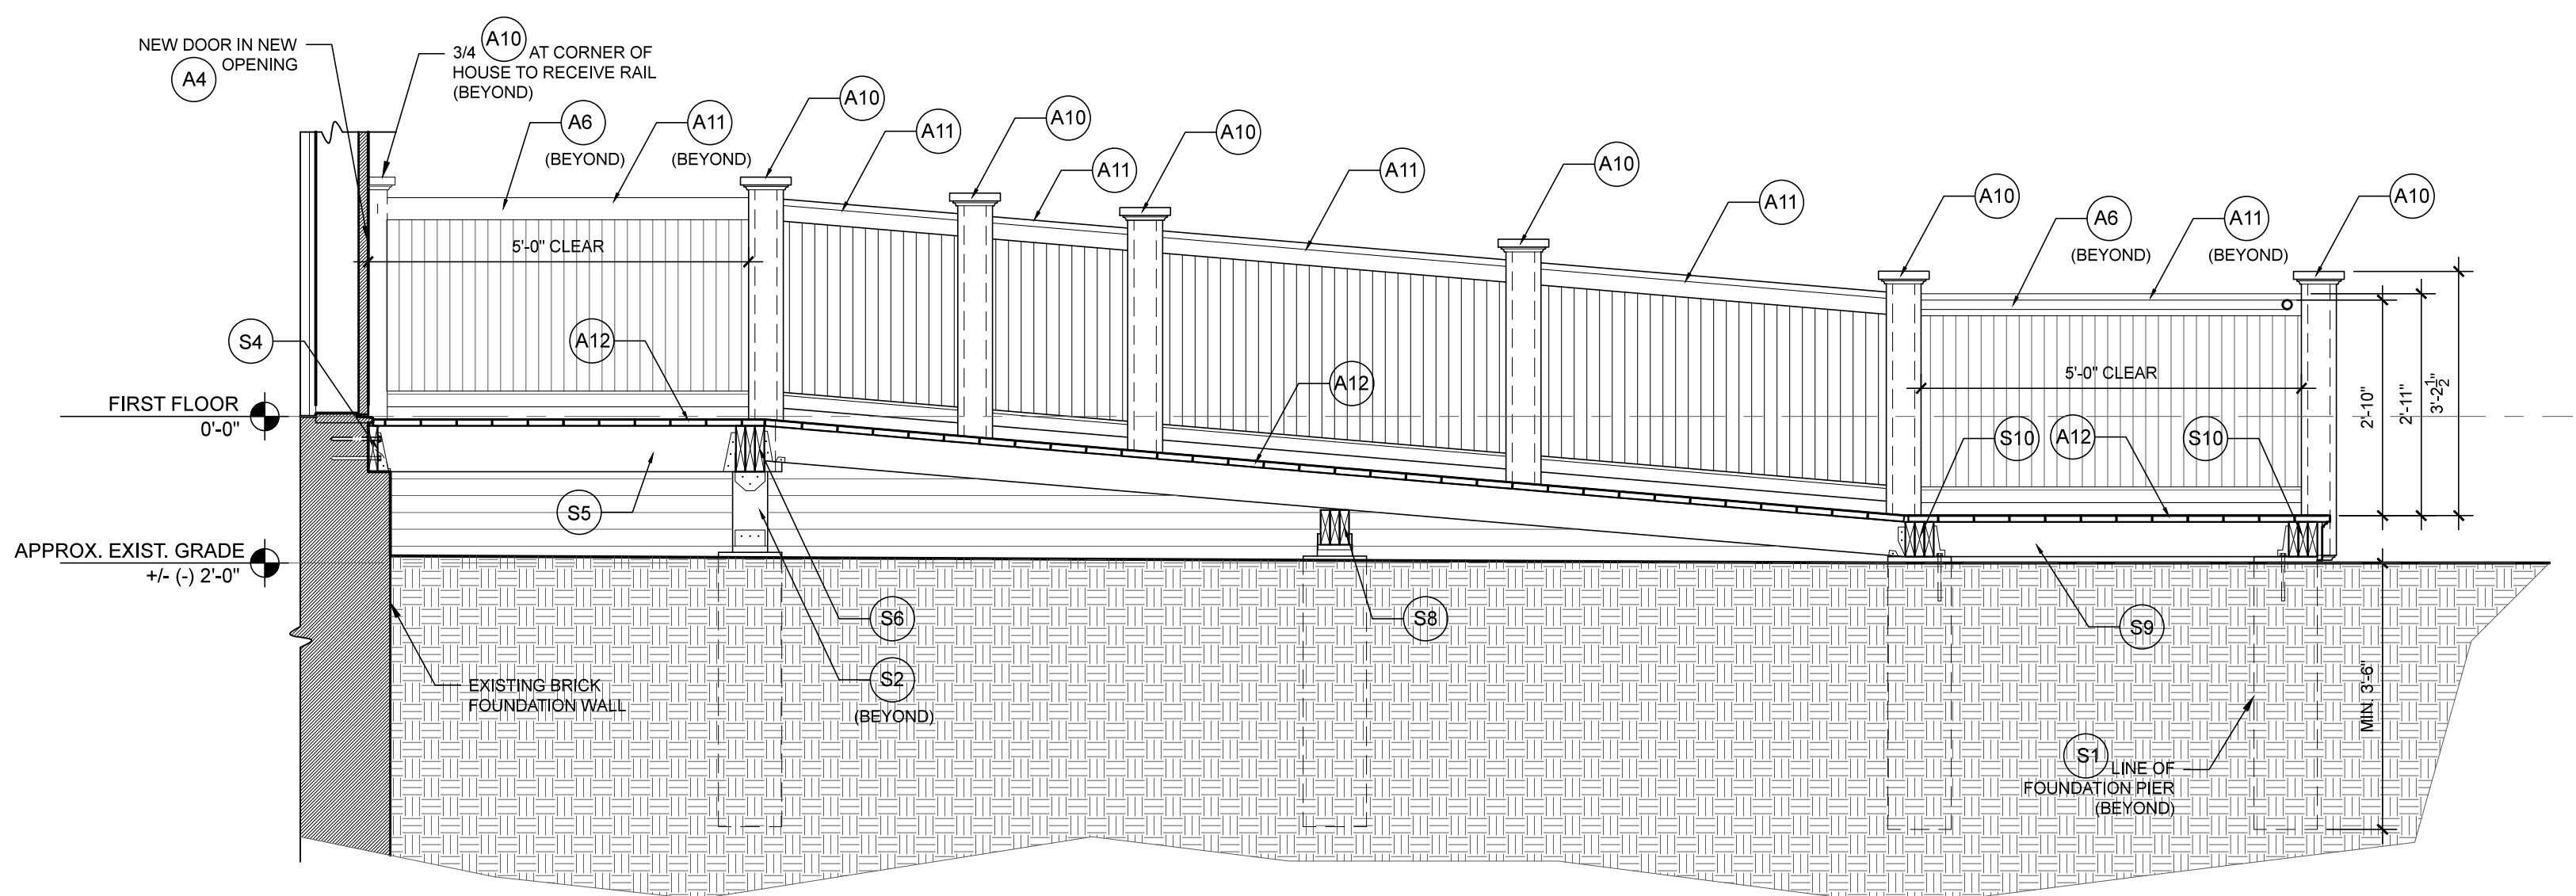 NEW DOOR IN NEW
A4 OPENING
3/4 A10 AT CORNER OF
HOUSE TO RECEIVE RAIL
(BEYOND)
A6
(BEYOND)
A11
(BEYOND)
A10
A11
A10
A11
A10
A11
A10
A11
A10
A6
(BEYOND)
A11
(BEYOND)
A10
5'-0" CLEAR
S4
A12
A12
5'-0" CLEAR
2'-10"
2'-11"
3'-2½"
FIRST FLOOR
0'-0"
S10
A12
S10
S5
APPROX. EXIST. GRADE
+/- (-) 2'-0"
S6
S8
S9
S2
(BEYOND)
EXISTING BRICK
FOUNDATION WALL
MIN. 3'-6"
S1 LINE OF
FOUNDATION PIER
(BEYOND)